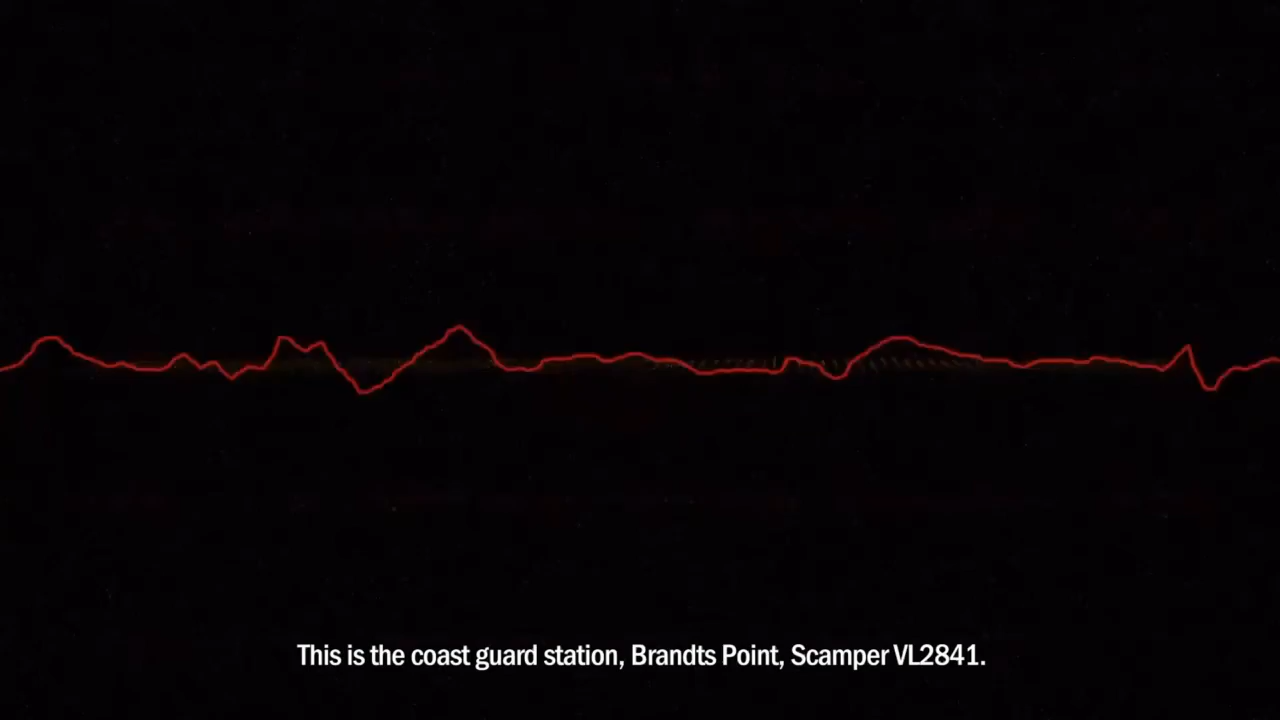 This is the coast guard station, Brandts Point, Scamper VL2841.